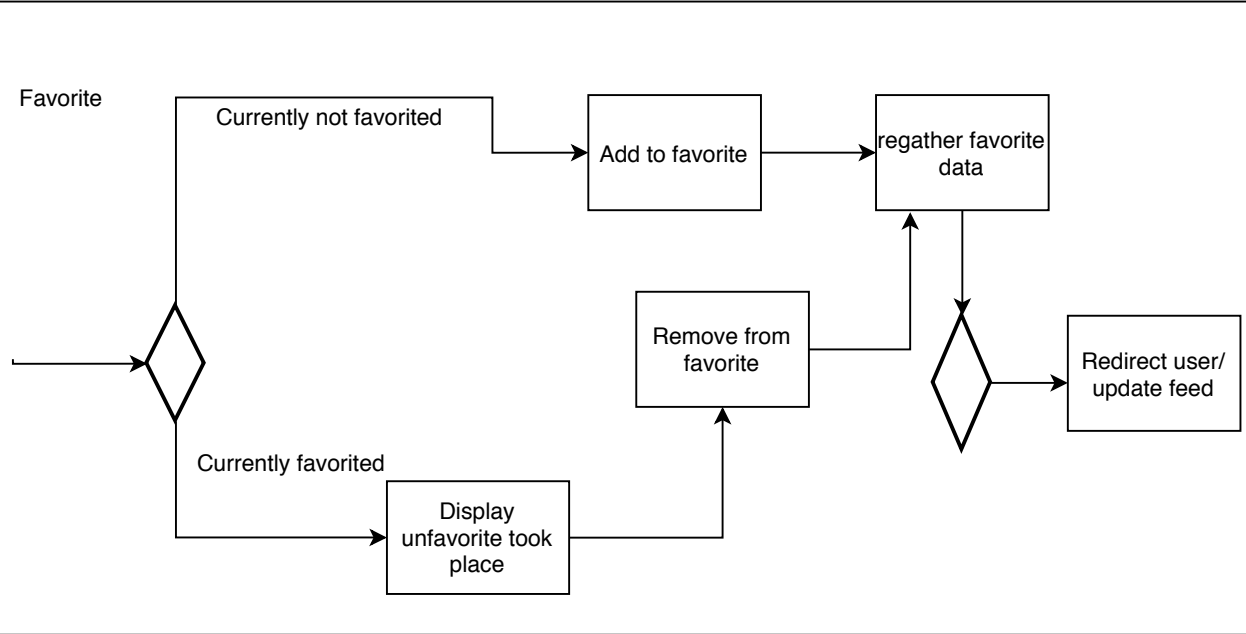 Favorite
Currently not favorited
Add to favorite
regather favorite
data
Remove from
favorite
Redirect user/
update feed
Currently favorited
Display
unfavorite took
place